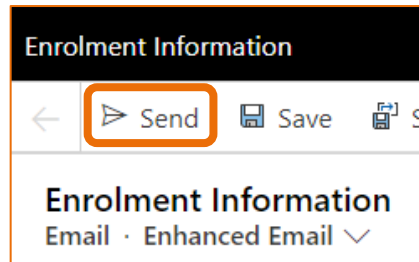 Enrolment Information
Send Save S
Enrolment Information
Email · Enhanced Email